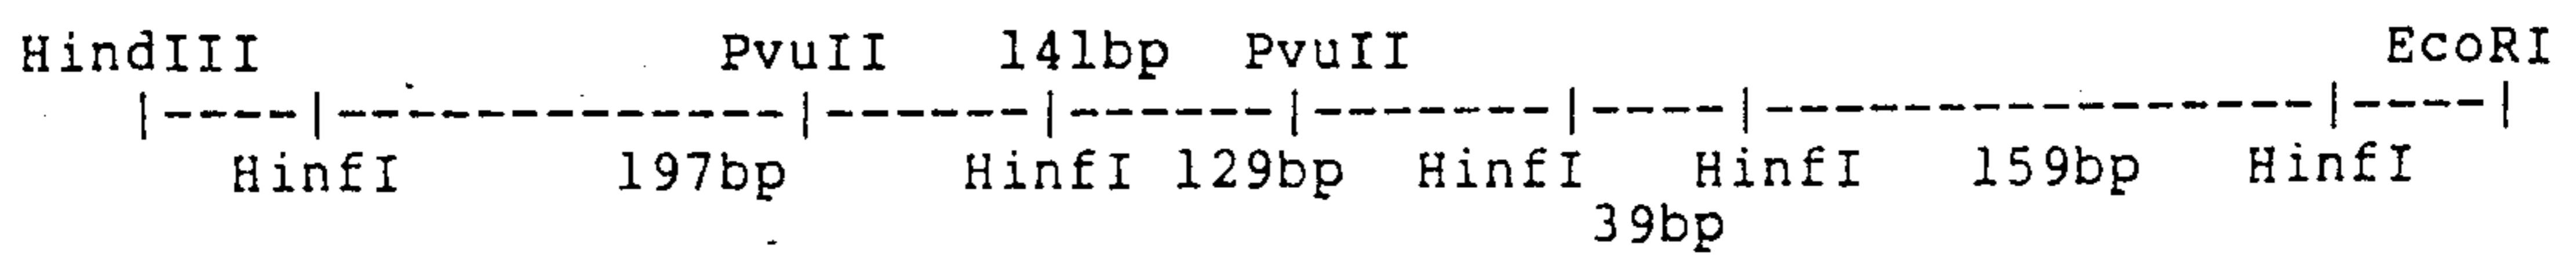 HindIII PvuII 141bp PvuII EcoRI
|----|-------------|------|------|-------|----|-----------------|----|
HinfI 197bp HinfI 129bp HinfI HinfI 159bp HinfI
39bp